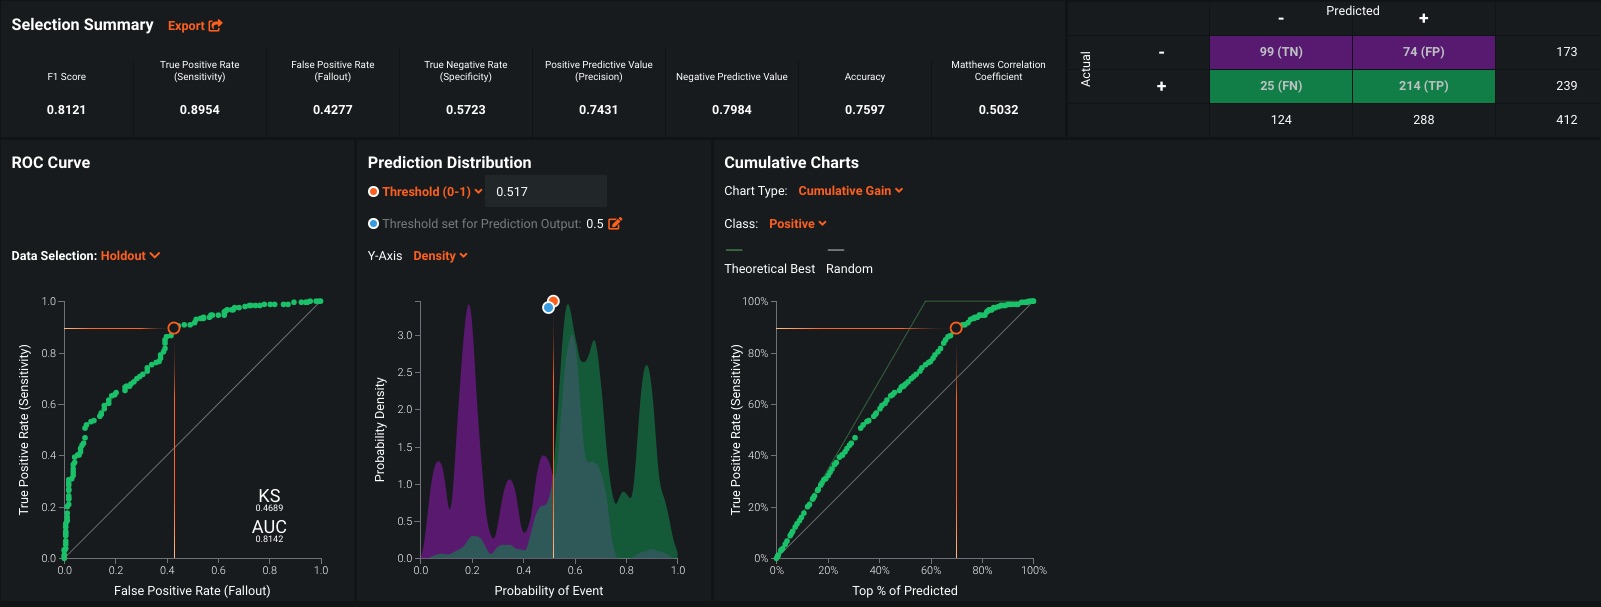 Selection Summary Export
F1 Score
0.8121
True Positive Rate
(Sensitivity)
0.8954
False Positive Rate
(Fallout)
0.4277
True Negative Rate
(Specificity)
0.5723
Positive Predictive Value
(Precision)
0.7431
Negative Predictive Value
0.7984
Accuracy
0.7597
Matthews Correlation
Coefficient
0.5032
Predicted
- +
Actual
- 99 (TN) 74 (FP) 173
+ 25 (FN) 214 (TP) 239
124 288 412
ROC Curve
Data Selection: Holdout
True Positive Rate (Sensitivity)
1.0
0.8
0.6
0.4
0.2
0.0
KS
0.4689
AUC
0.8142
0.0 0.2 0.4 0.6 0.8 1.0
False Positive Rate (Fallout)
Prediction Distribution
Threshold (0-1) 0.517
Threshold set for Prediction Output: 0.5
Y-Axis Density
Probability Density
3.0
2.5
2.0
1.5
1.0
0.5
0.0
0.0 0.2 0.4 0.6 0.8 1.0
Probability of Event
Cumulative Charts
Chart Type: Cumulative Gain
Class: Positive
Theoretical Best Random
True Positive Rate (Sensitivity)
100%
80%
60%
40%
20%
0%
0% 20% 40% 60% 80% 100%
Top % of Predicted